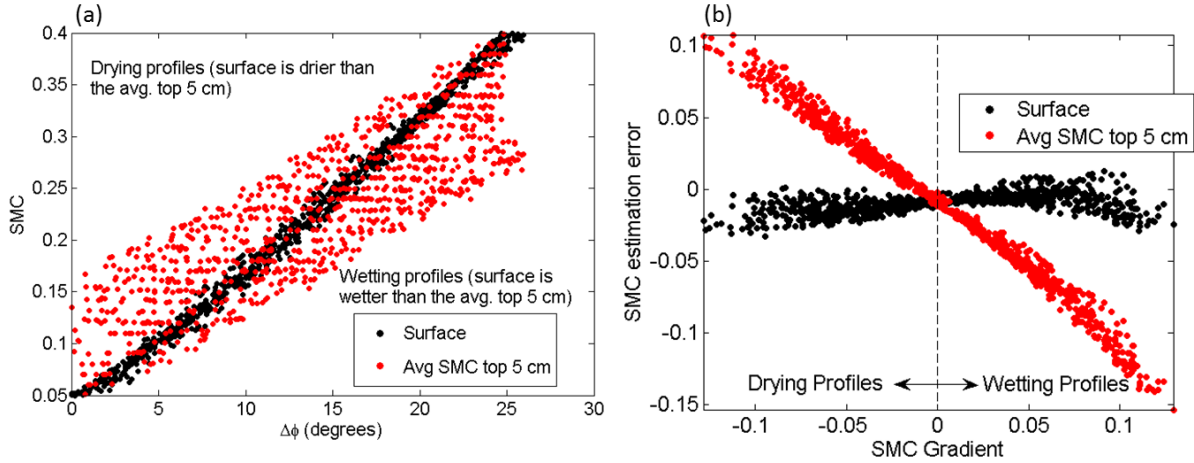 (a)
0.4
0.35
0.3
0.25
0.2
0.15
0.1
0.05
SMC
Drying profiles (surface is drier than
the avg. top 5 cm)
Wetting profiles (surface is
wetter than the avg. top 5 cm)
Surface
Avg SMC top 5 cm
0 5 10 15 20 25 30
Δϕ (degrees)
(b)
0.1
0.05
0
-0.05
-0.1
-0.15
SMC estimation error
Surface
Avg SMC top 5 cm
Drying Profiles Wetting Profiles
-0.1 -0.05 0 0.05 0.1
SMC Gradient